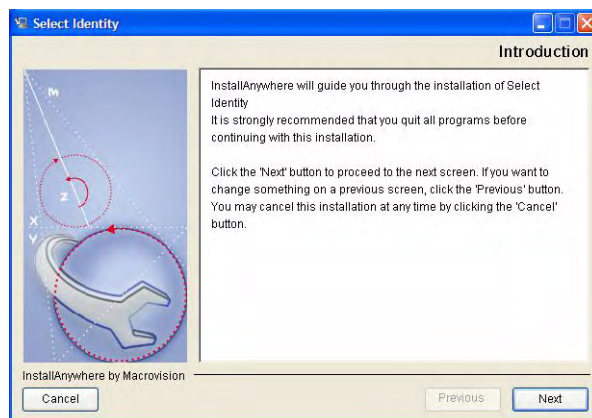 Select Identity
Introduction
M
Z
X
Y
InstallAnywhere will guide you through the installation of Select
Identity
It is strongly recommended that you quit all programs before
continuing with this installation.
Click the 'Next' button to proceed to the next screen. If you want to
change something on a previous screen, click the 'Previous' button.
You may cancel this installation at any time by clicking the 'Cancel'
button.
InstallAnywhere by Macrovision
Cancel
Previous
Next